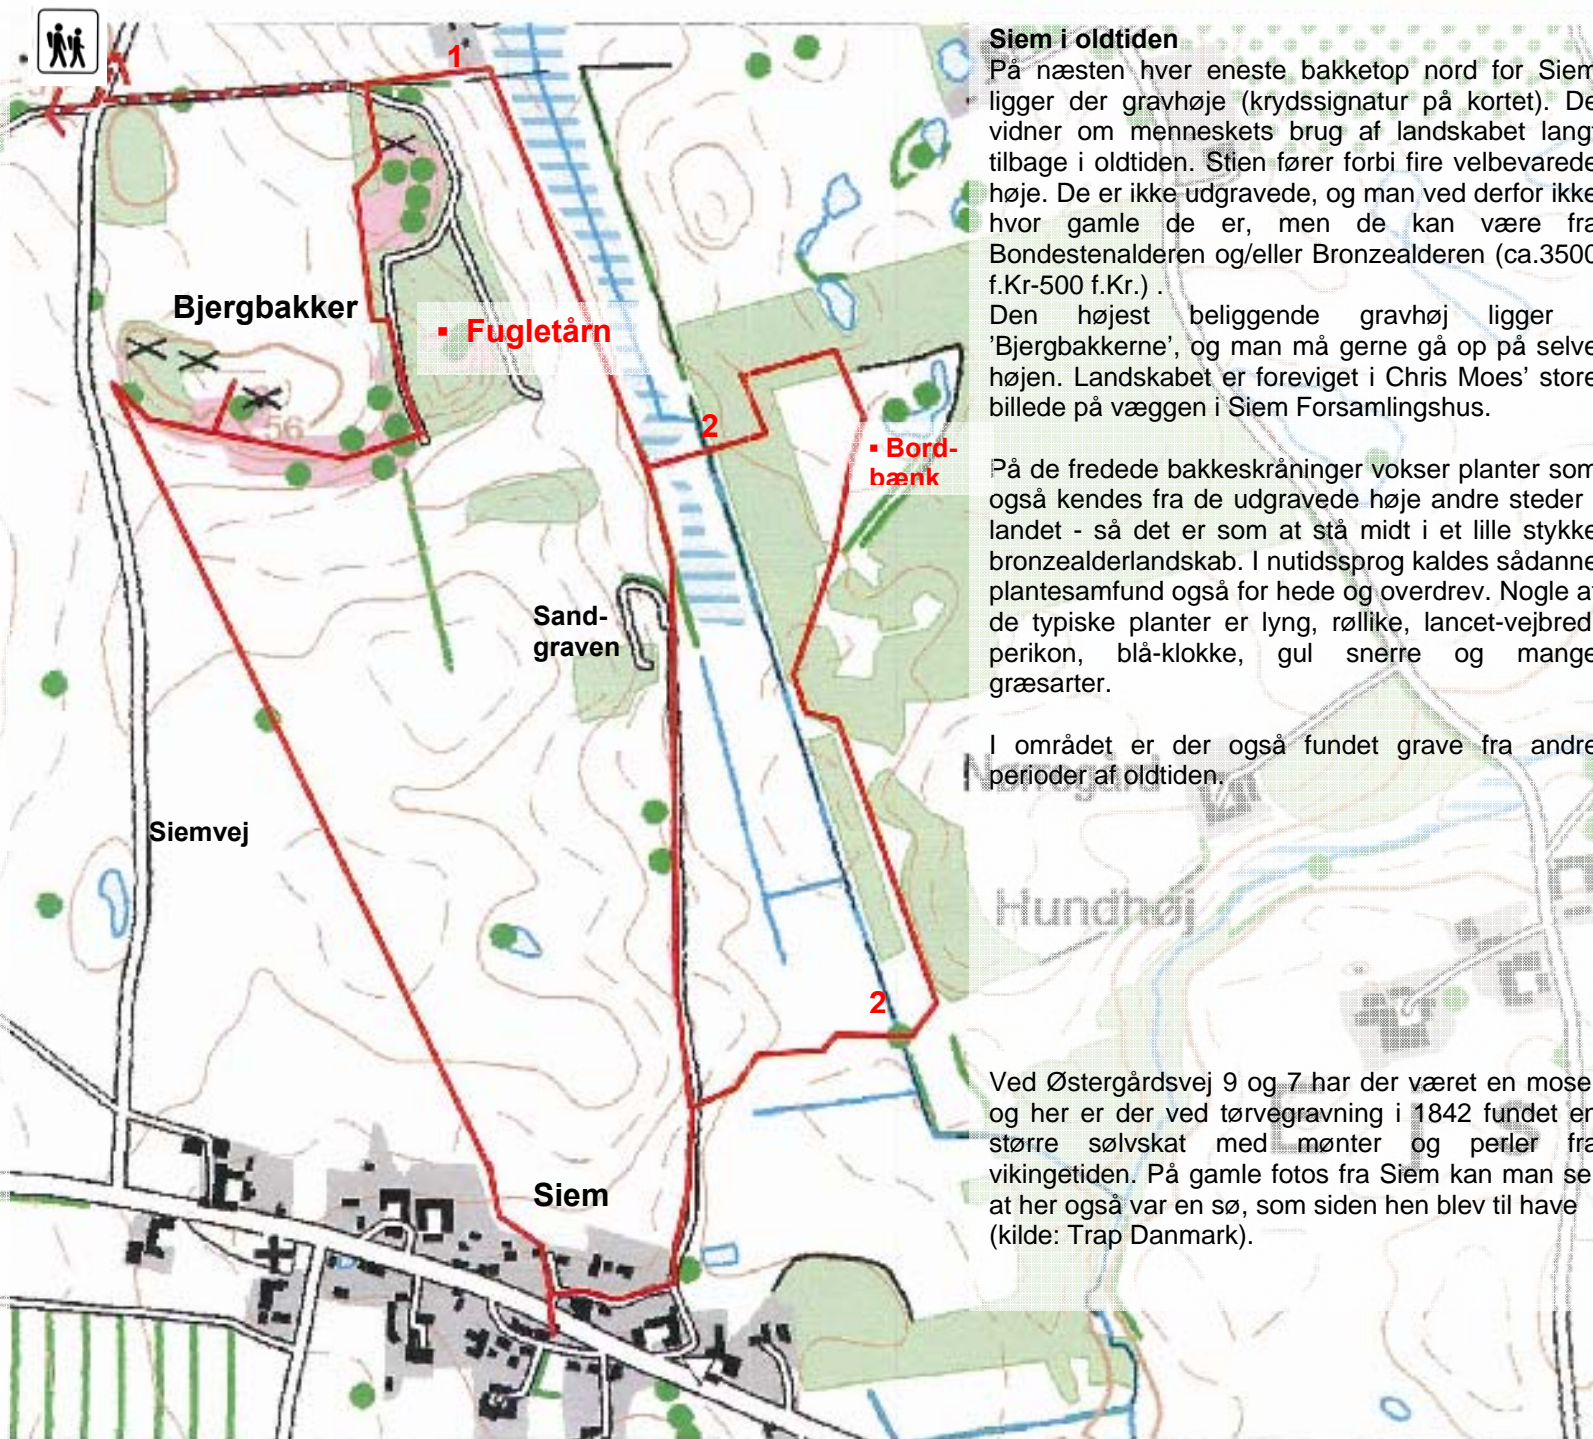 1
Bjergbakker
▪ Fugletårn
2
▪ Bord-
bænk
56
Sand-
graven
Siemvej
2
Siem
Nørrogård
Hundhøj
E j s
Siem i oldtiden
På næsten hver eneste bakketop nord for Siem
ligger der gravhøje (krydssignatur på kortet). De
vidner om menneskets brug af landskabet langt
tilbage i oldtiden. Stien fører forbi fire velbevarede
høje. De er ikke udgravede, og man ved derfor ikke
hvor gamle de er, men de kan være fra
Bondestenalderen og/eller Bronzealderen (ca.3500
f.Kr-500 f.Kr.) .
Den højest beliggende gravhøj ligger
’Bjergbakkerne’, og man må gerne gå op på selve
højen. Landskabet er foreviget i Chris Moes’ store
billede på væggen i Siem Forsamlingshus.
På de fredede bakkeskråninger vokser planter som
også kendes fra de udgravede høje andre steder
landet - så det er som at stå midt i et lille stykke
bronzealderlandskab. I nutidssprog kaldes sådanne
plantesamfund også for hede og overdrev. Nogle af
de typiske planter er lyng, røllike, lancet-vejbred,
perikon, blå-klokke, gul snerre og mange
græsarter.
I området er der også fundet grave fra andre
perioder af oldtiden.
Ved Østergårdsvej 9 og 7 har der været en mose,
og her er der ved tørvegravning i 1842 fundet en
større sølvskat med mønter og perler fra
vikingetiden. På gamle fotos fra Siem kan man se,
at her også var en sø, som siden hen blev til have
(kilde: Trap Danmark).